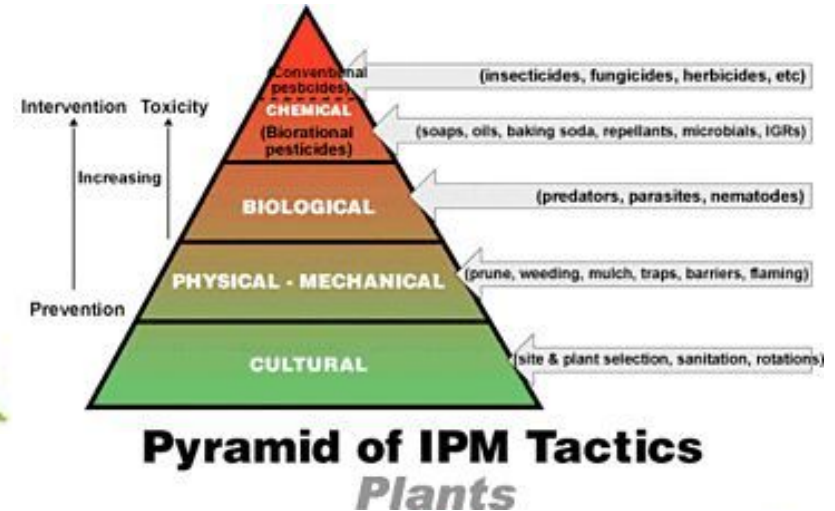 (Conventional
pesticides)
(insecticides, fungicides, herbicides, etc)
Intervention Toxicity
CHEMICAL
(Biorational
pesticides)
(soaps, oils, baking soda, repellants, microbials, IGRs)
Increasing
BIOLOGICAL
(predators, parasites, nematodes)
PHYSICAL - MECHANICAL
(prune, weeding, mulch, traps, barriers, flaming)
Prevention
CULTURAL
(site & plant selection, sanitation, rotations)
Pyramid of IPM Tactics
Plants